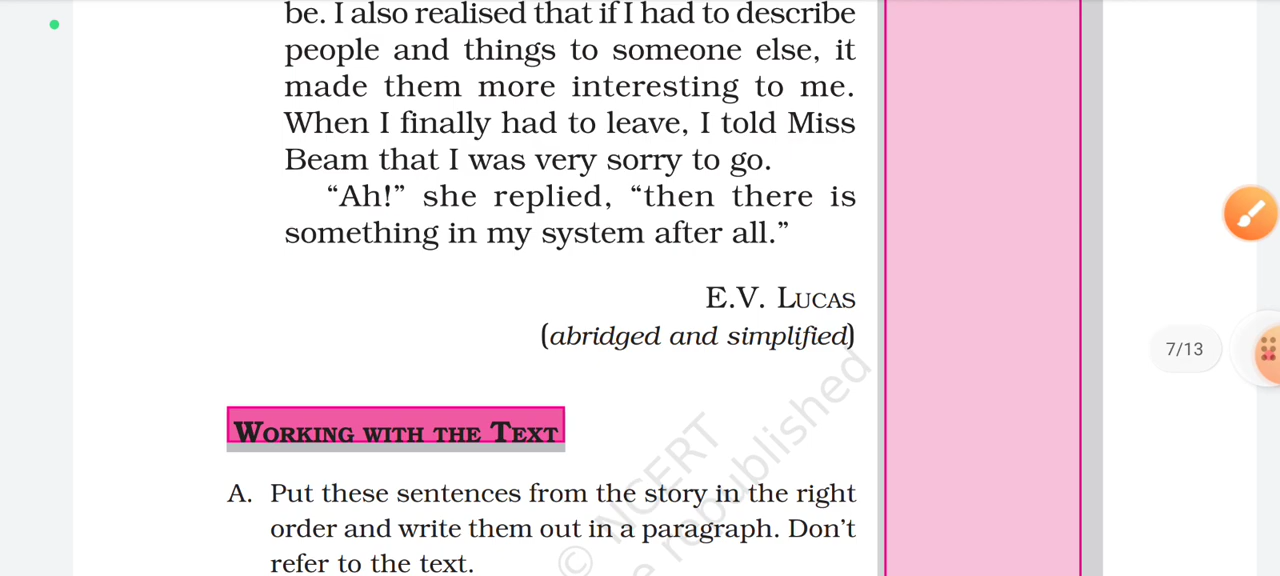 be. I also realised that if I had to describe
people and things to someone else, it
made them more interesting to me.
When I finally had to leave, I told Miss
Beam that I was very sorry to go.
“Ah!” she replied, “then there is
something in my system after all.”
E.V. LUCAS
(abridged and simplified)
7/13
WORKING WITH THE TEXT
A. Put these sentences from the story in the right
order and write them out in a paragraph. Don’t
refer to the text.
© NCERT
e republished